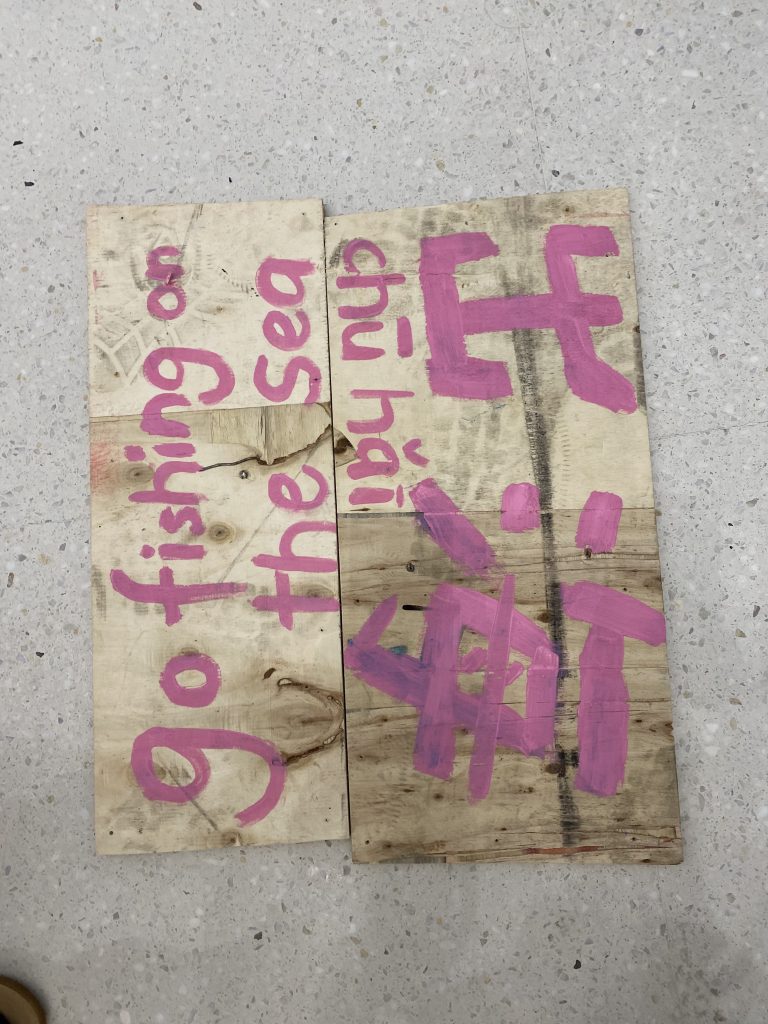 出海
chū hǎi
go fishing on
the sea